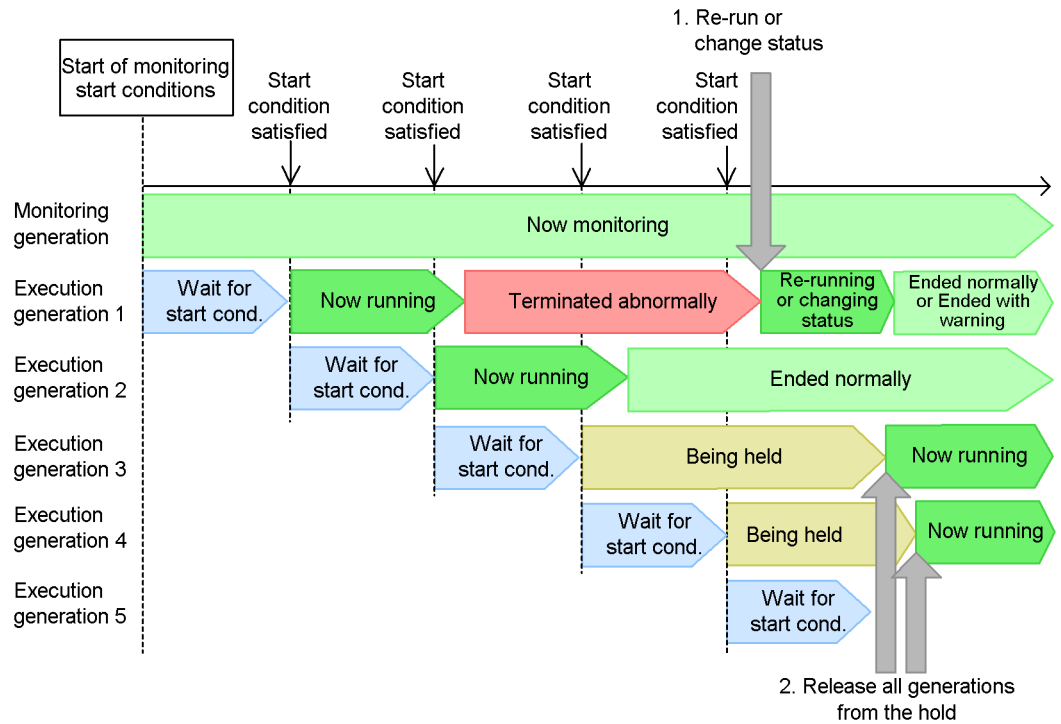 1. Re-run or
change status
Start of monitoring
start conditions
Start
condition
satisfied
Start
condition
satisfied
Start
condition
satisfied
Start
condition
satisfied
Monitoring
generation
Now monitoring
Execution
generation 1
Wait for
start cond.
Now running
Terminated abnormally
Re-running
or changing
status
Ended normally
or Ended with
warning
Execution
generation 2
Wait for
start cond.
Now running
Ended normally
Execution
generation 3
Wait for
start cond.
Being held
Now running
Execution
generation 4
Wait for
start cond.
Being held
Now running
Execution
generation 5
Wait for
start cond.
2. Release all generations
from the hold